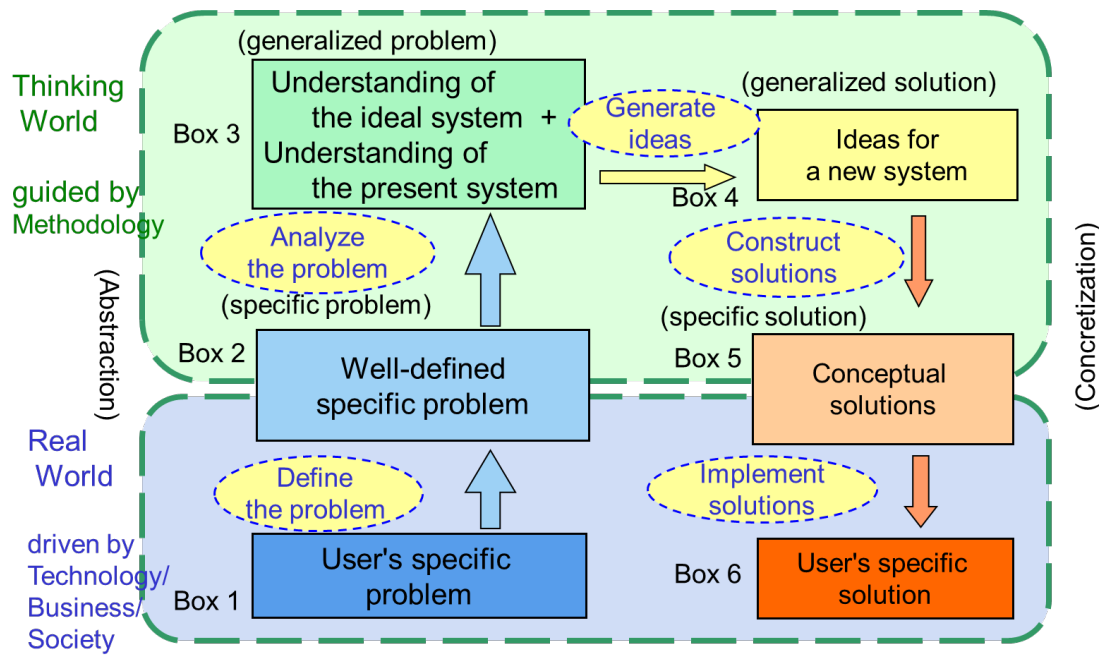 (generalized problem)
Thinking
World
guided by
Methodology
Box 3
Understanding of
the ideal system +
Understanding of
the present system
Generate
ideas
(generalized solution)
Ideas for
a new system
Box 4
Analyze
the problem
Construct
solutions
(Abstraction)
(Concretization)
(specific problem)
(specific solution)
Box 2
Well-defined
specific problem
Box 5
Conceptual
solutions
Real
World
driven by
Technology/
Business/
Society
Define
the problem
Implement
solutions
Box 1
User's specific
problem
Box 6
User's specific
solution